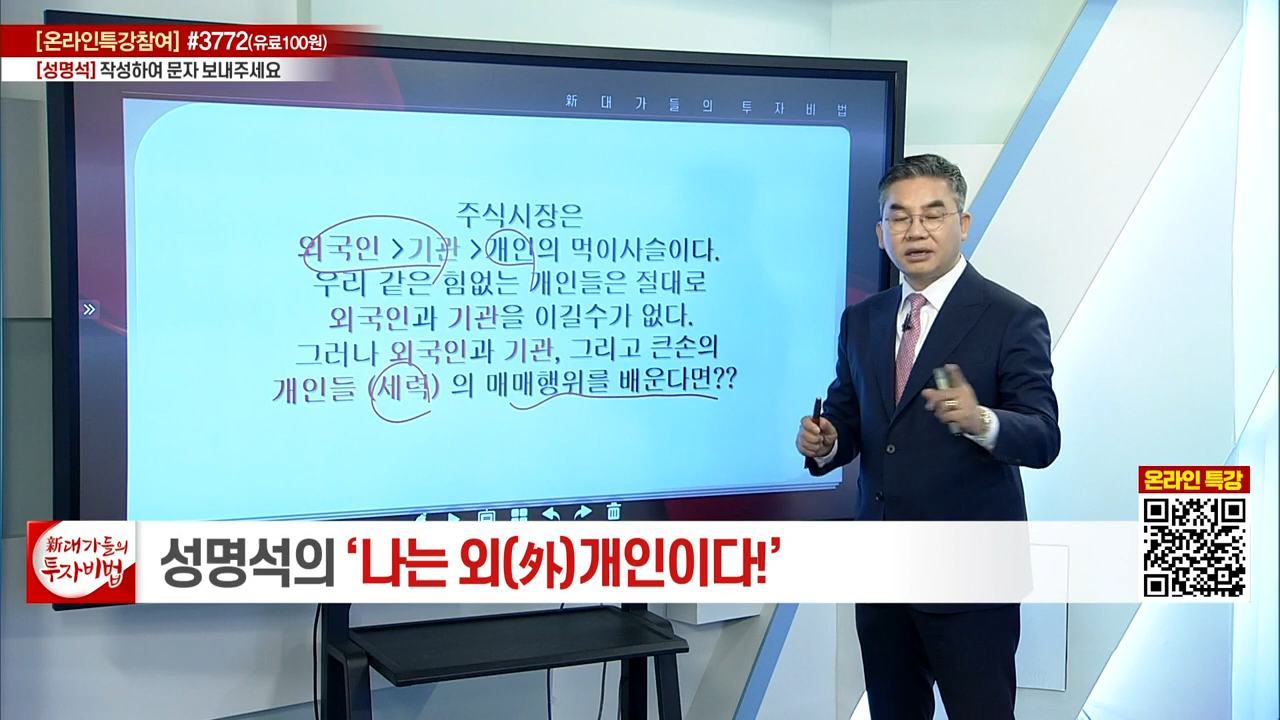 [온라인특강참여] #3772(유료100원)
[성명석] 작성하여 문자 보내주세요
新 대 가 들 의 투 자 비 법
주식시장은
외국인 >기관 >개인의 먹이사슬이다.
우리 같은 힘없는 개인들은 절대로
외국인과 기관을 이길수가 없다.
그러나 외국인과 기관, 그리고 큰손의
개인들 (세력) 의 매매행위를 배운다면??
온라인 특강
新대가들의
투자비법
성명석의 ‘나는 외(外)개인이다!’